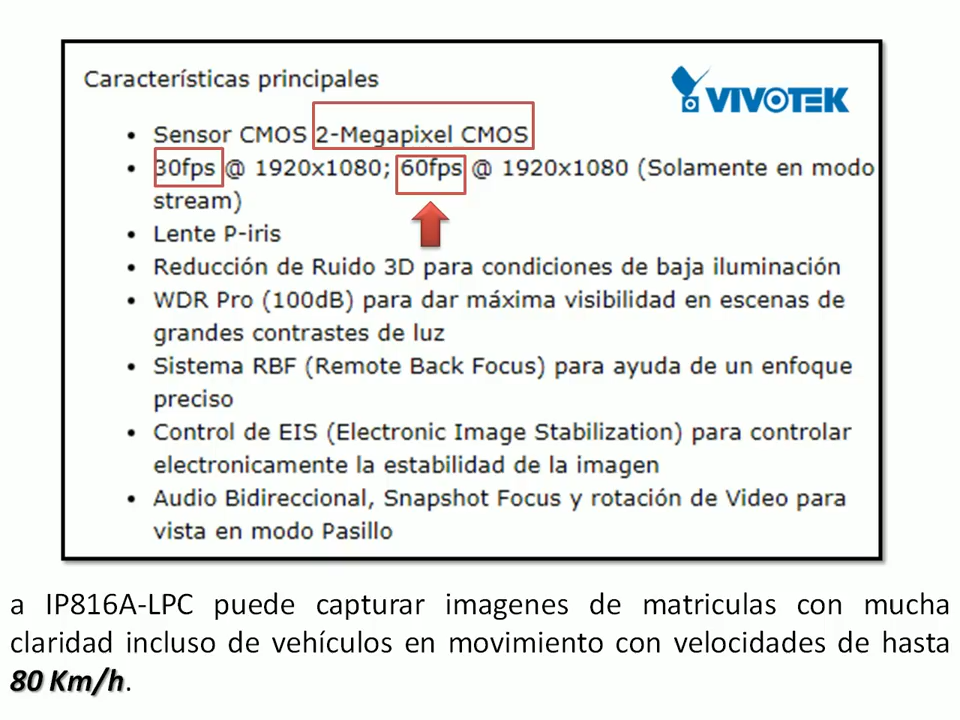 Características principales
VIVOTEK
• Sensor CMOS 2-Megapixel CMOS
• 30fps @ 1920x1080; 60fps @ 1920x1080 (Solamente en modo
stream)
• Lente P-iris
• Reducción de Ruido 3D para condiciones de baja iluminación
• WDR Pro (100dB) para dar máxima visibilidad en escenas de
grandes contrastes de luz
• Sistema RBF (Remote Back Focus) para ayuda de un enfoque
preciso
• Control de EIS (Electronic Image Stabilization) para controlar
electronicamente la estabilidad de la imagen
• Audio Bidireccional, Snapshot Focus y rotación de Video para
vista en modo Pasillo
a IP816A-LPC puede capturar imagenes de matriculas con mucha
claridad incluso de vehículos en movimiento con velocidades de hasta
80 Km/h.